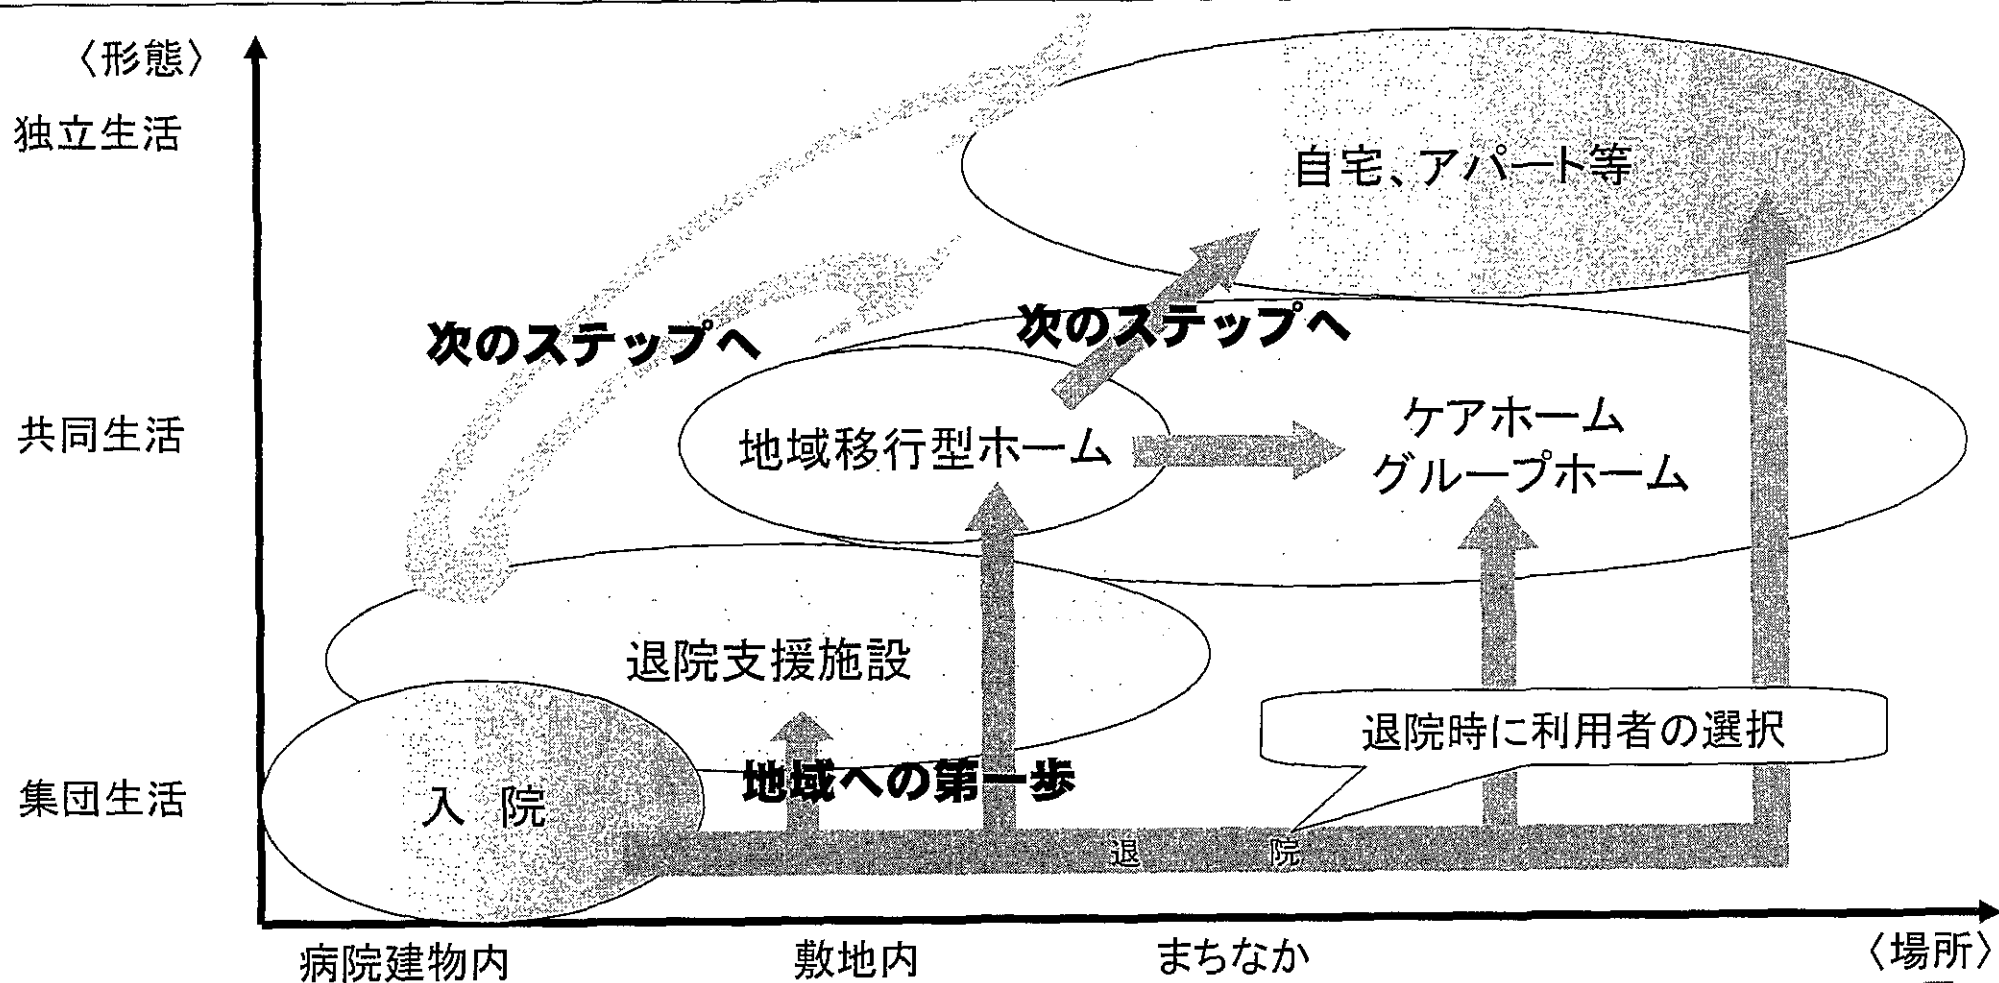 〈形態〉
独立生活
自宅、アパート等
次のステップへ
次のステップへ
共同生活
地域移行型ホーム
ケアホーム
グループホーム
退院支援施設
退院時に利用者の選択
地域への第一歩
集団生活
入 院
退 院
病院建物内
敷地内
まちなか
〈場所〉